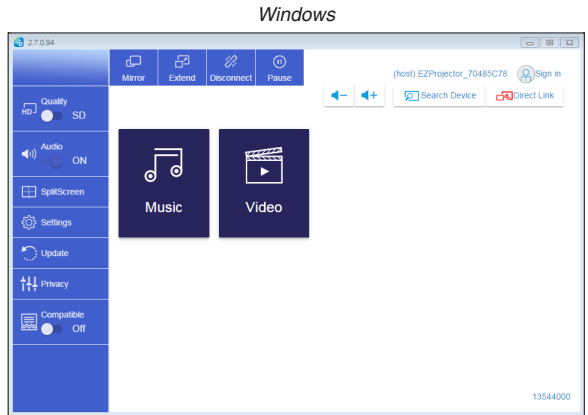 Windows
2.7.0.94
Mirror Extend Disconnect Pause
(host) EZProjector_70485C78 Sign in
Search Device Direct Link
HD Quality SD
Audio ON
SplitScreen
Settings
Update
Privacy
Compatible Off
Music Video
13544000